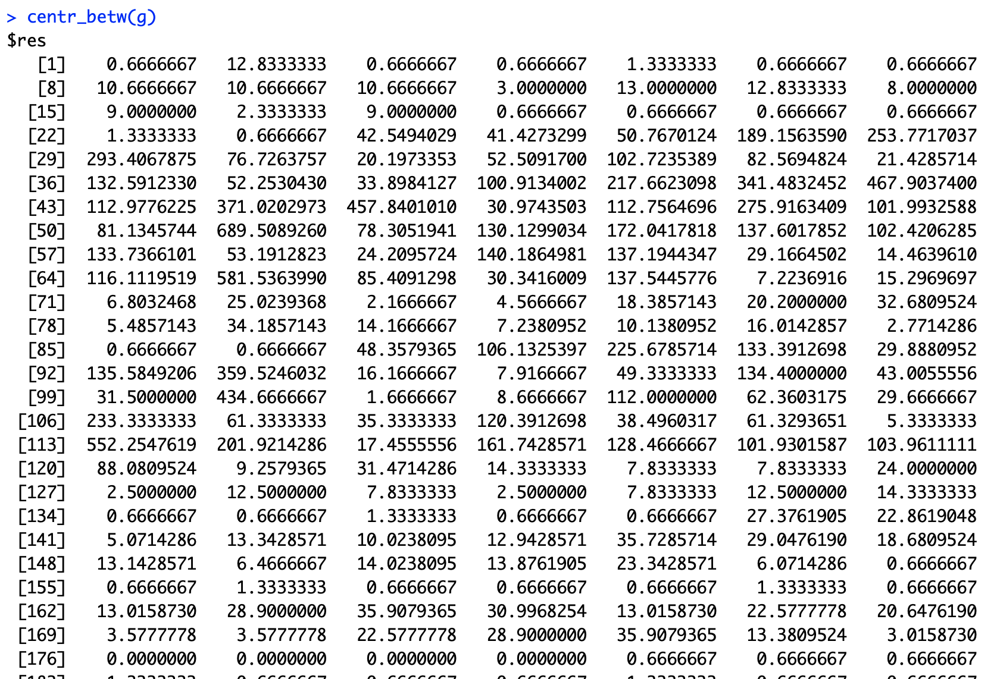 > centr_betw(g)
$res
[1] 0.6666667 12.8333333 0.6666667 0.6666667 1.3333333 0.6666667 0.6666667
[8] 10.6666667 10.6666667 10.6666667 3.0000000 13.0000000 12.8333333 8.0000000
[15] 9.0000000 2.3333333 9.0000000 0.6666667 0.6666667 0.6666667 0.6666667
[22] 1.3333333 0.6666667 42.5494029 41.4273299 50.7670124 189.1563590 253.7717037
[29] 293.4067875 76.7263757 20.1973353 52.5091700 102.7235389 82.5694824 21.4285714
[36] 132.5912330 52.2530430 33.8984127 100.9134002 217.6623098 341.4832452 467.9037400
[43] 112.9776225 371.0202973 457.8401010 30.9743503 112.7564696 275.9163409 101.9932588
[50] 81.1345744 689.5089260 78.3051941 130.1299034 172.0417818 137.6017852 102.4206285
[57] 133.7366101 53.1912823 24.2095724 140.1864981 137.1944347 29.1664502 14.4639610
[64] 116.1119519 581.5363990 85.4091298 30.3416009 137.5445776 7.2236916 15.2969697
[71] 6.8032468 25.0239368 2.1666667 4.5666667 18.3857143 20.2000000 32.6809524
[78] 5.4857143 34.1857143 14.1666667 7.2380952 10.1380952 16.0142857 2.7714286
[85] 0.6666667 0.6666667 48.3579365 106.1325397 225.6785714 133.3912698 29.8880952
[92] 135.5849206 359.5246032 16.1666667 7.9166667 49.3333333 134.4000000 43.0055556
[99] 31.5000000 434.6666667 1.6666667 8.6666667 112.0000000 62.3603175 29.6666667
[106] 233.3333333 61.3333333 35.3333333 120.3912698 38.4960317 61.3293651 5.3333333
[113] 552.2547619 201.9214286 17.4555556 161.7428571 128.4666667 101.9301587 103.9611111
[120] 88.0809524 9.2579365 31.4714286 14.3333333 7.8333333 7.8333333 24.0000000
[127] 2.5000000 12.5000000 7.8333333 2.5000000 7.8333333 12.5000000 14.3333333
[134] 0.6666667 0.6666667 1.3333333 0.6666667 0.6666667 27.3761905 22.8619048
[141] 5.0714286 13.3428571 10.0238095 12.9428571 35.7285714 29.0476190 18.6809524
[148] 13.1428571 6.4666667 14.0238095 13.8761905 23.3428571 6.0714286 0.6666667
[155] 0.6666667 1.3333333 0.6666667 0.6666667 0.6666667 1.3333333 0.6666667
[162] 13.0158730 28.9000000 35.9079365 30.9968254 13.0158730 22.5777778 20.6476190
[169] 3.5777778 3.5777778 22.5777778 28.9000000 35.9079365 13.3809524 3.0158730
[176] 0.0000000 0.0000000 0.0000000 0.0000000 0.6666667 0.6666667 0.6666667